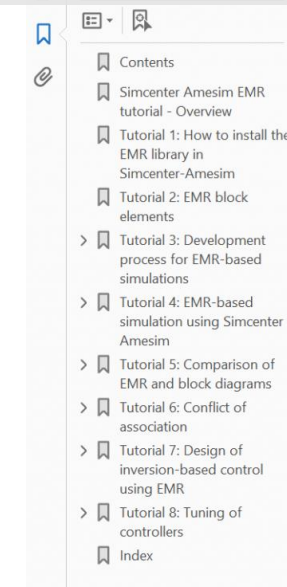 Contents
Simcenter Amesim EMR
tutorial - Overview
Tutorial 1: How to install the
EMR library in
Simcenter-Amesim
Tutorial 2: EMR block
elements
Tutorial 3: Development
process for EMR-based
simulations
Tutorial 4: EMR-based
simulation using Simcenter
Amesim
Tutorial 5: Comparison of
EMR and block diagrams
Tutorial 6: Conflict of
association
Tutorial 7: Design of
inversion-based control
using EMR
Tutorial 8: Tuning of
controllers
Index